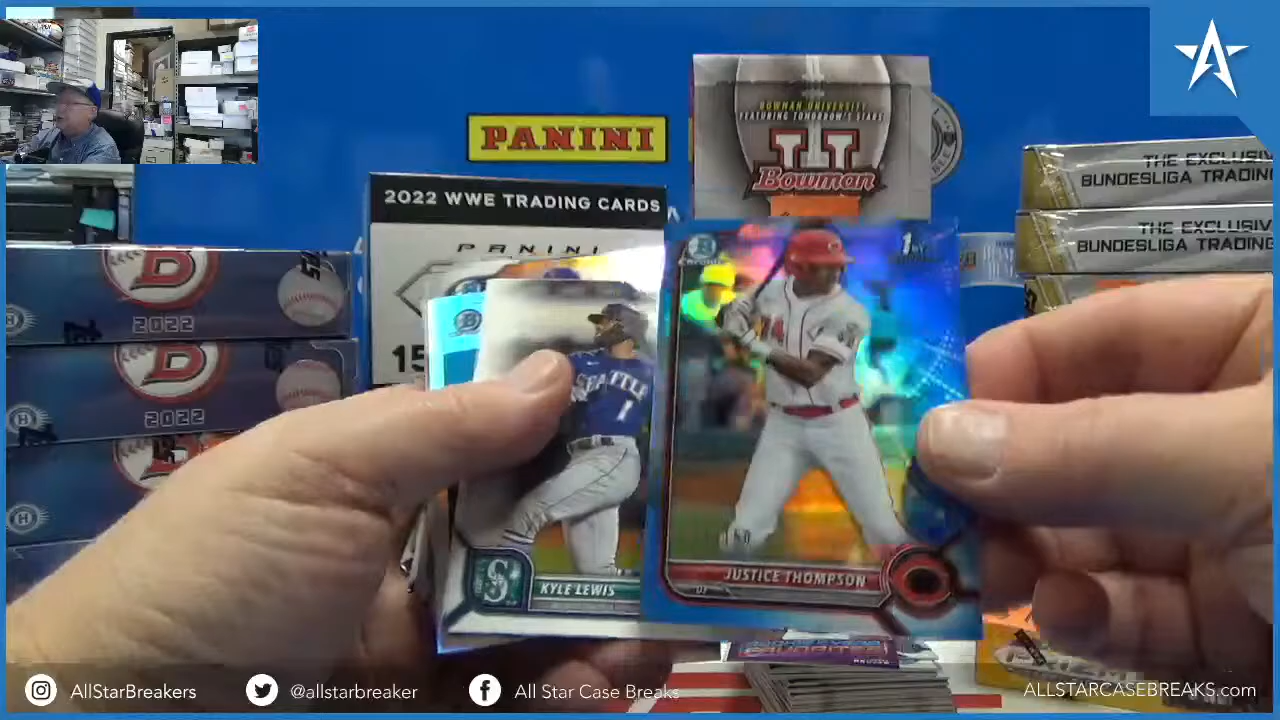 PANINI
BOWMAN UNIVERSITY
FEATURING TOMORROW'S STARS
U
Bowman
THE EXCLUSIV
BUNDESLIGA TRADING
THE EXCLUSIV
BUNDESLIGA TRADING
2022 WWE TRADING CARDS
PANINI
15
B
2022
B
2022
1ST
SEATTLE
1
14
S
KYLE LEWIS
JUSTICE THOMPSON
OF
AllStarBreakers
@allstarbreaker
All Star Case Breaks
ALLSTARCASEBREAKS.com